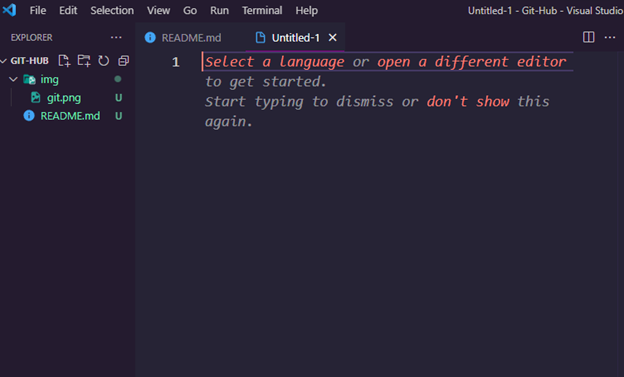 File Edit Selection View Go Run Terminal Help
Untitled-1 - Git-Hub - Visual Studio
EXPLORER
README.md
Untitled-1
GIT-HUB
img
git.png U
README.md U
1
Select a language or open a different editor
to get started.
Start typing to dismiss or don't show this
again.